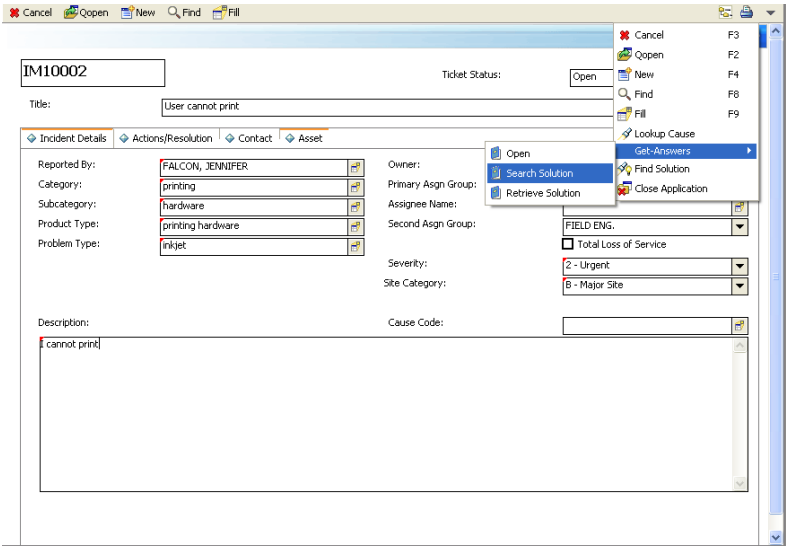 Cancel Qopen New Find Fill
IM10002
Ticket Status: Open
Title: User cannot print
Incident Details Actions/Resolution Contact Asset
Reported By: FALCON, JENNIFER
Category: printing
Subcategory: hardware
Product Type: printing hardware
Problem Type: inkjet
Owner:
Primary Asgn Group:
Assignee Name:
Second Asgn Group: FIELD ENG.
Total Loss of Service
Severity: 2 - Urgent
Site Category: B - Major Site
Description:
Cause Code:
I cannot print
Cancel F3
Qopen F2
New F4
Find F8
Fill F9
Lookup Cause
Get-Answers
Find Solution
Close Application
Open
Search Solution
Retrieve Solution